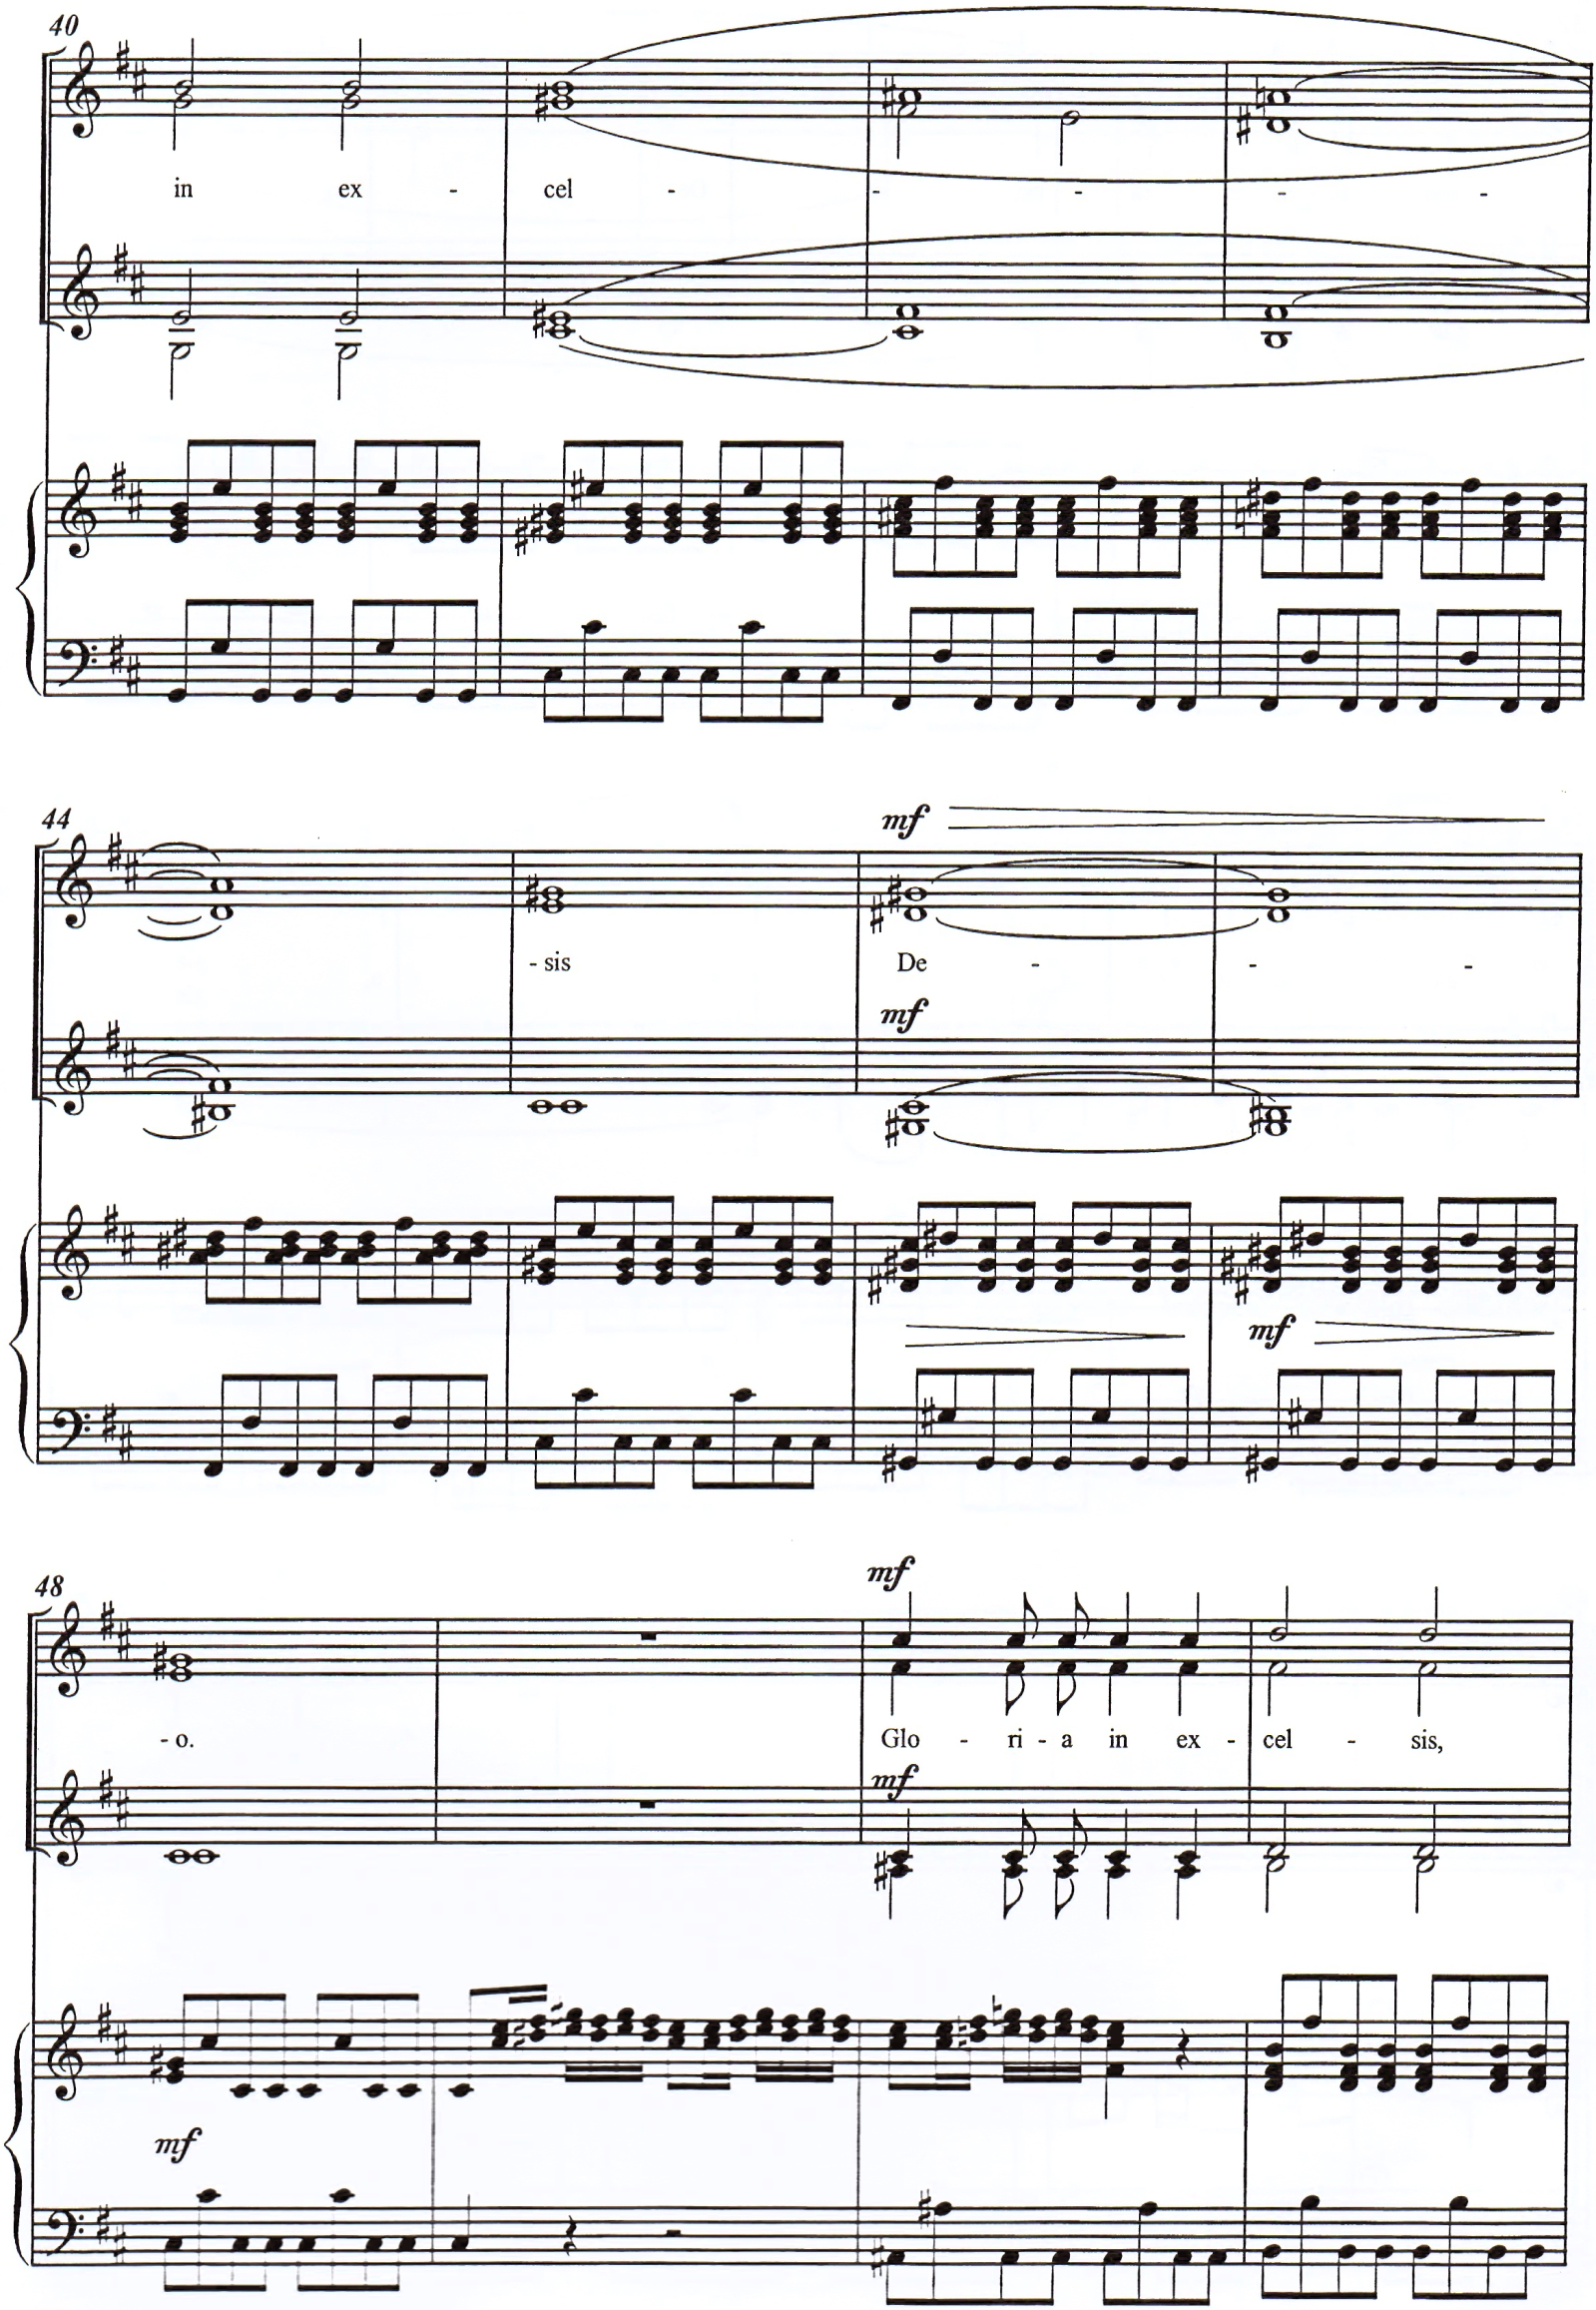 40
in ex - cel - - - - -
44
mf
- sis De - - -
mf
mf
48
mf
- o. Glo - ri - a in ex - cel - sis,
mf
mf